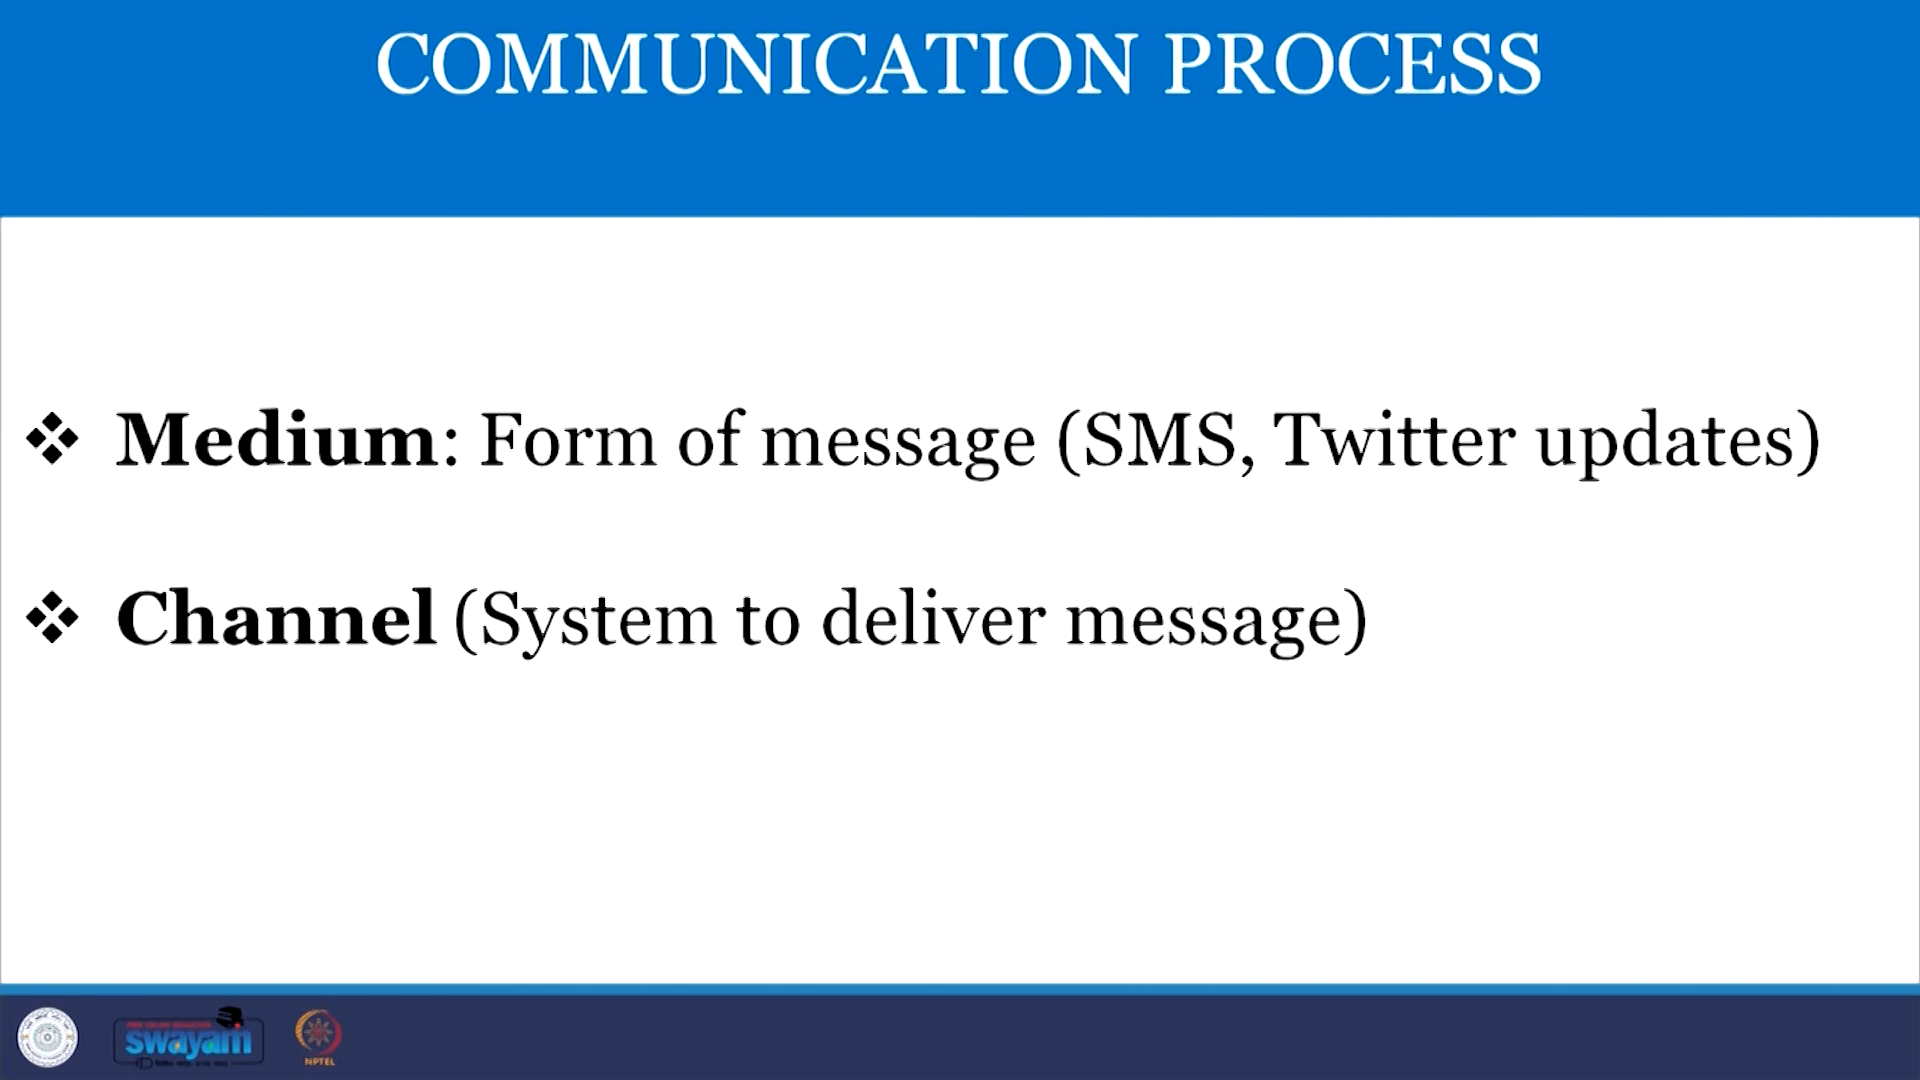 COMMUNICATION PROCESS
❖ Medium: Form of message (SMS, Twitter updates)
❖ Channel (System to deliver message)
swayam
NPTEL